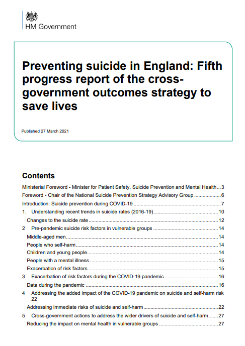 HM Government
Preventing suicide in England: Fifth
progress report of the cross-
government outcomes strategy to
save lives
Published 27 March 2021
Contents
Ministerial Foreword - Minister for Patient Safety, Suicide Prevention and Mental Health....3
Foreword - Chair of the National Suicide Prevention Strategy Advisory Group ....................6
Introduction: Suicide prevention during COVID-19....................7
1. Understanding recent trends in suicide rates (2016-19)....................10
Changes to the suicide rate....................12
2 Pre-pandemic suicide risk factors in vulnerable groups....................14
Middle-aged men....................14
People who self-harm....................14
Children and young people....................14
People with a mental illness....................15
Exacerbation of risk factors....................15
3. Exacerbation of risk factors during the COVID-19 pandemic....................16
Data during the pandemic....................16
4 Addressing the added impact of the COVID-19 pandemic on suicide and self-harm risk
22
Addressing immediate risks of suicide and self-harm....................22
5 Cross-government actions to address the wider drivers of suicide and self-harm.......27
Reducing the impact on mental health in vulnerable groups....................27